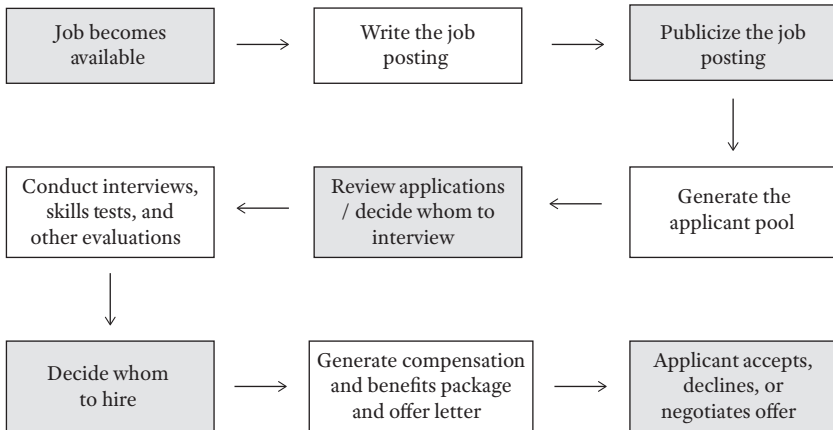 Job becomes
available
Write the job
posting
Publicize the job
posting
Generate the
applicant pool
Review applications
/ decide whom to
interview
Conduct interviews,
skills tests, and
other evaluations
Decide whom
to hire
Generate compensation
and benefits package
and offer letter
Applicant accepts,
declines, or
negotiates offer